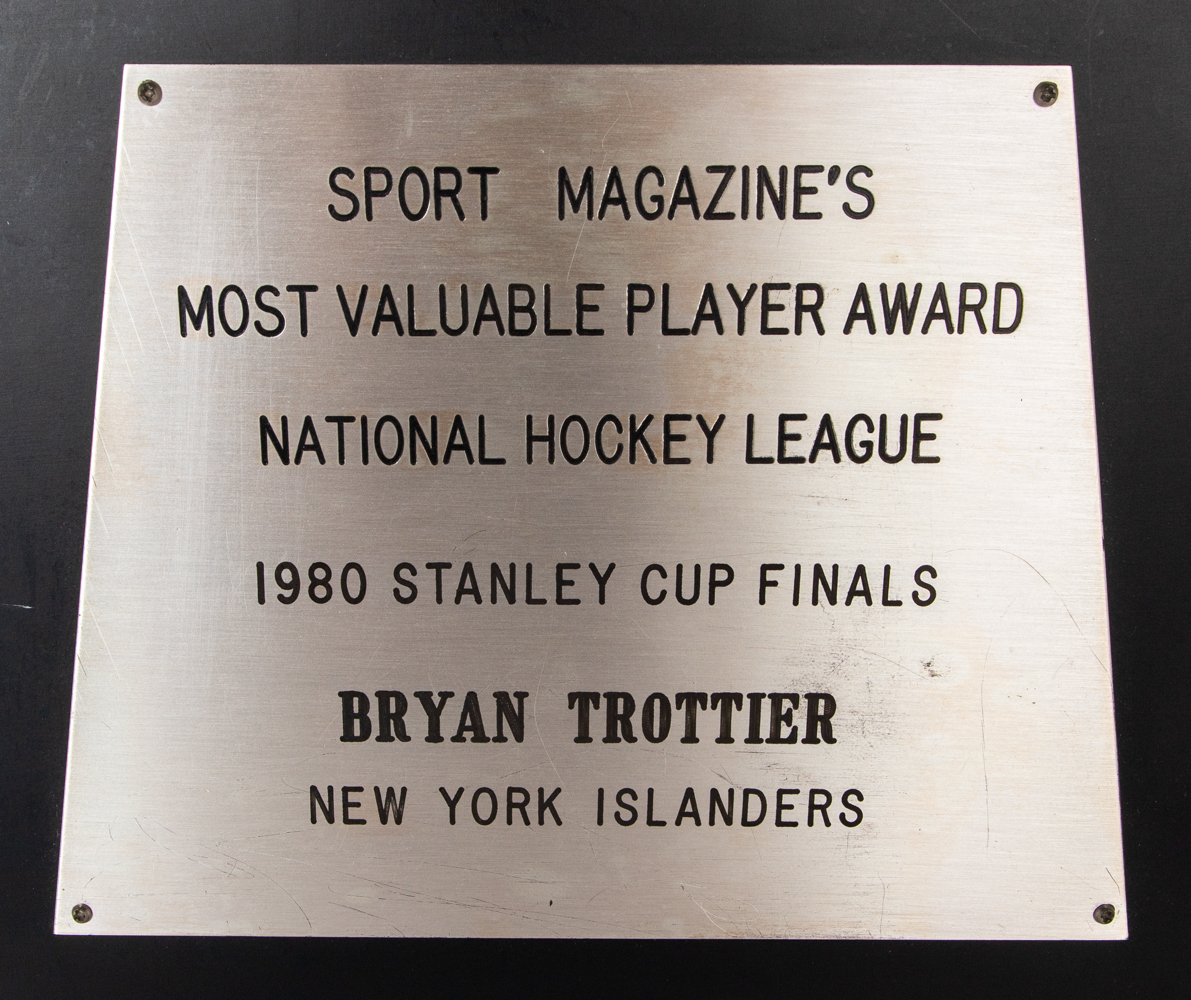 SPORT MAGAZINE'S
MOST VALUABLE PLAYER AWARD
NATIONAL HOCKEY LEAGUE
1980 STANLEY CUP FINALS
BRYAN TROTTIER
NEW YORK ISLANDERS